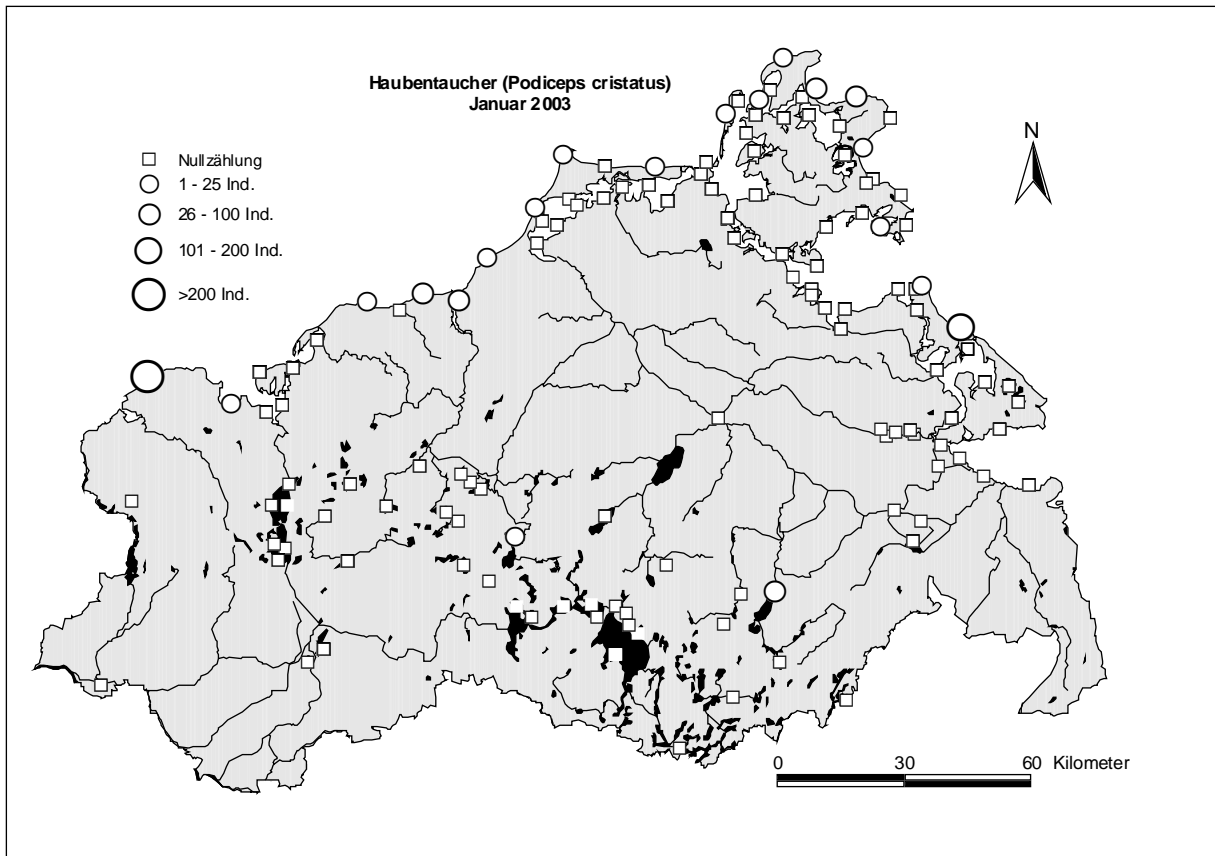 Haubentaucher (Podiceps cristatus)
Januar 2003
N
Nullzählung
1 - 25 Ind.
26 - 100 Ind.
101 - 200 Ind.
>200 Ind.
0 30 60 Kilometer